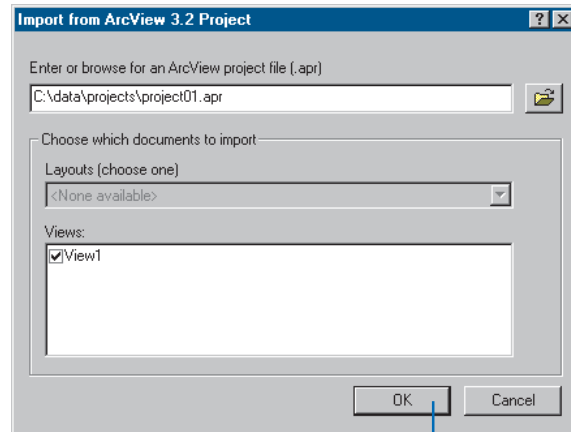 Import from ArcView 3.2 Project
Enter or browse for an ArcView project file (.apr)
C:\data\projects\project01.apr
Choose which documents to import
Layouts (choose one)
<None available>
Views:
View1
OK Cancel